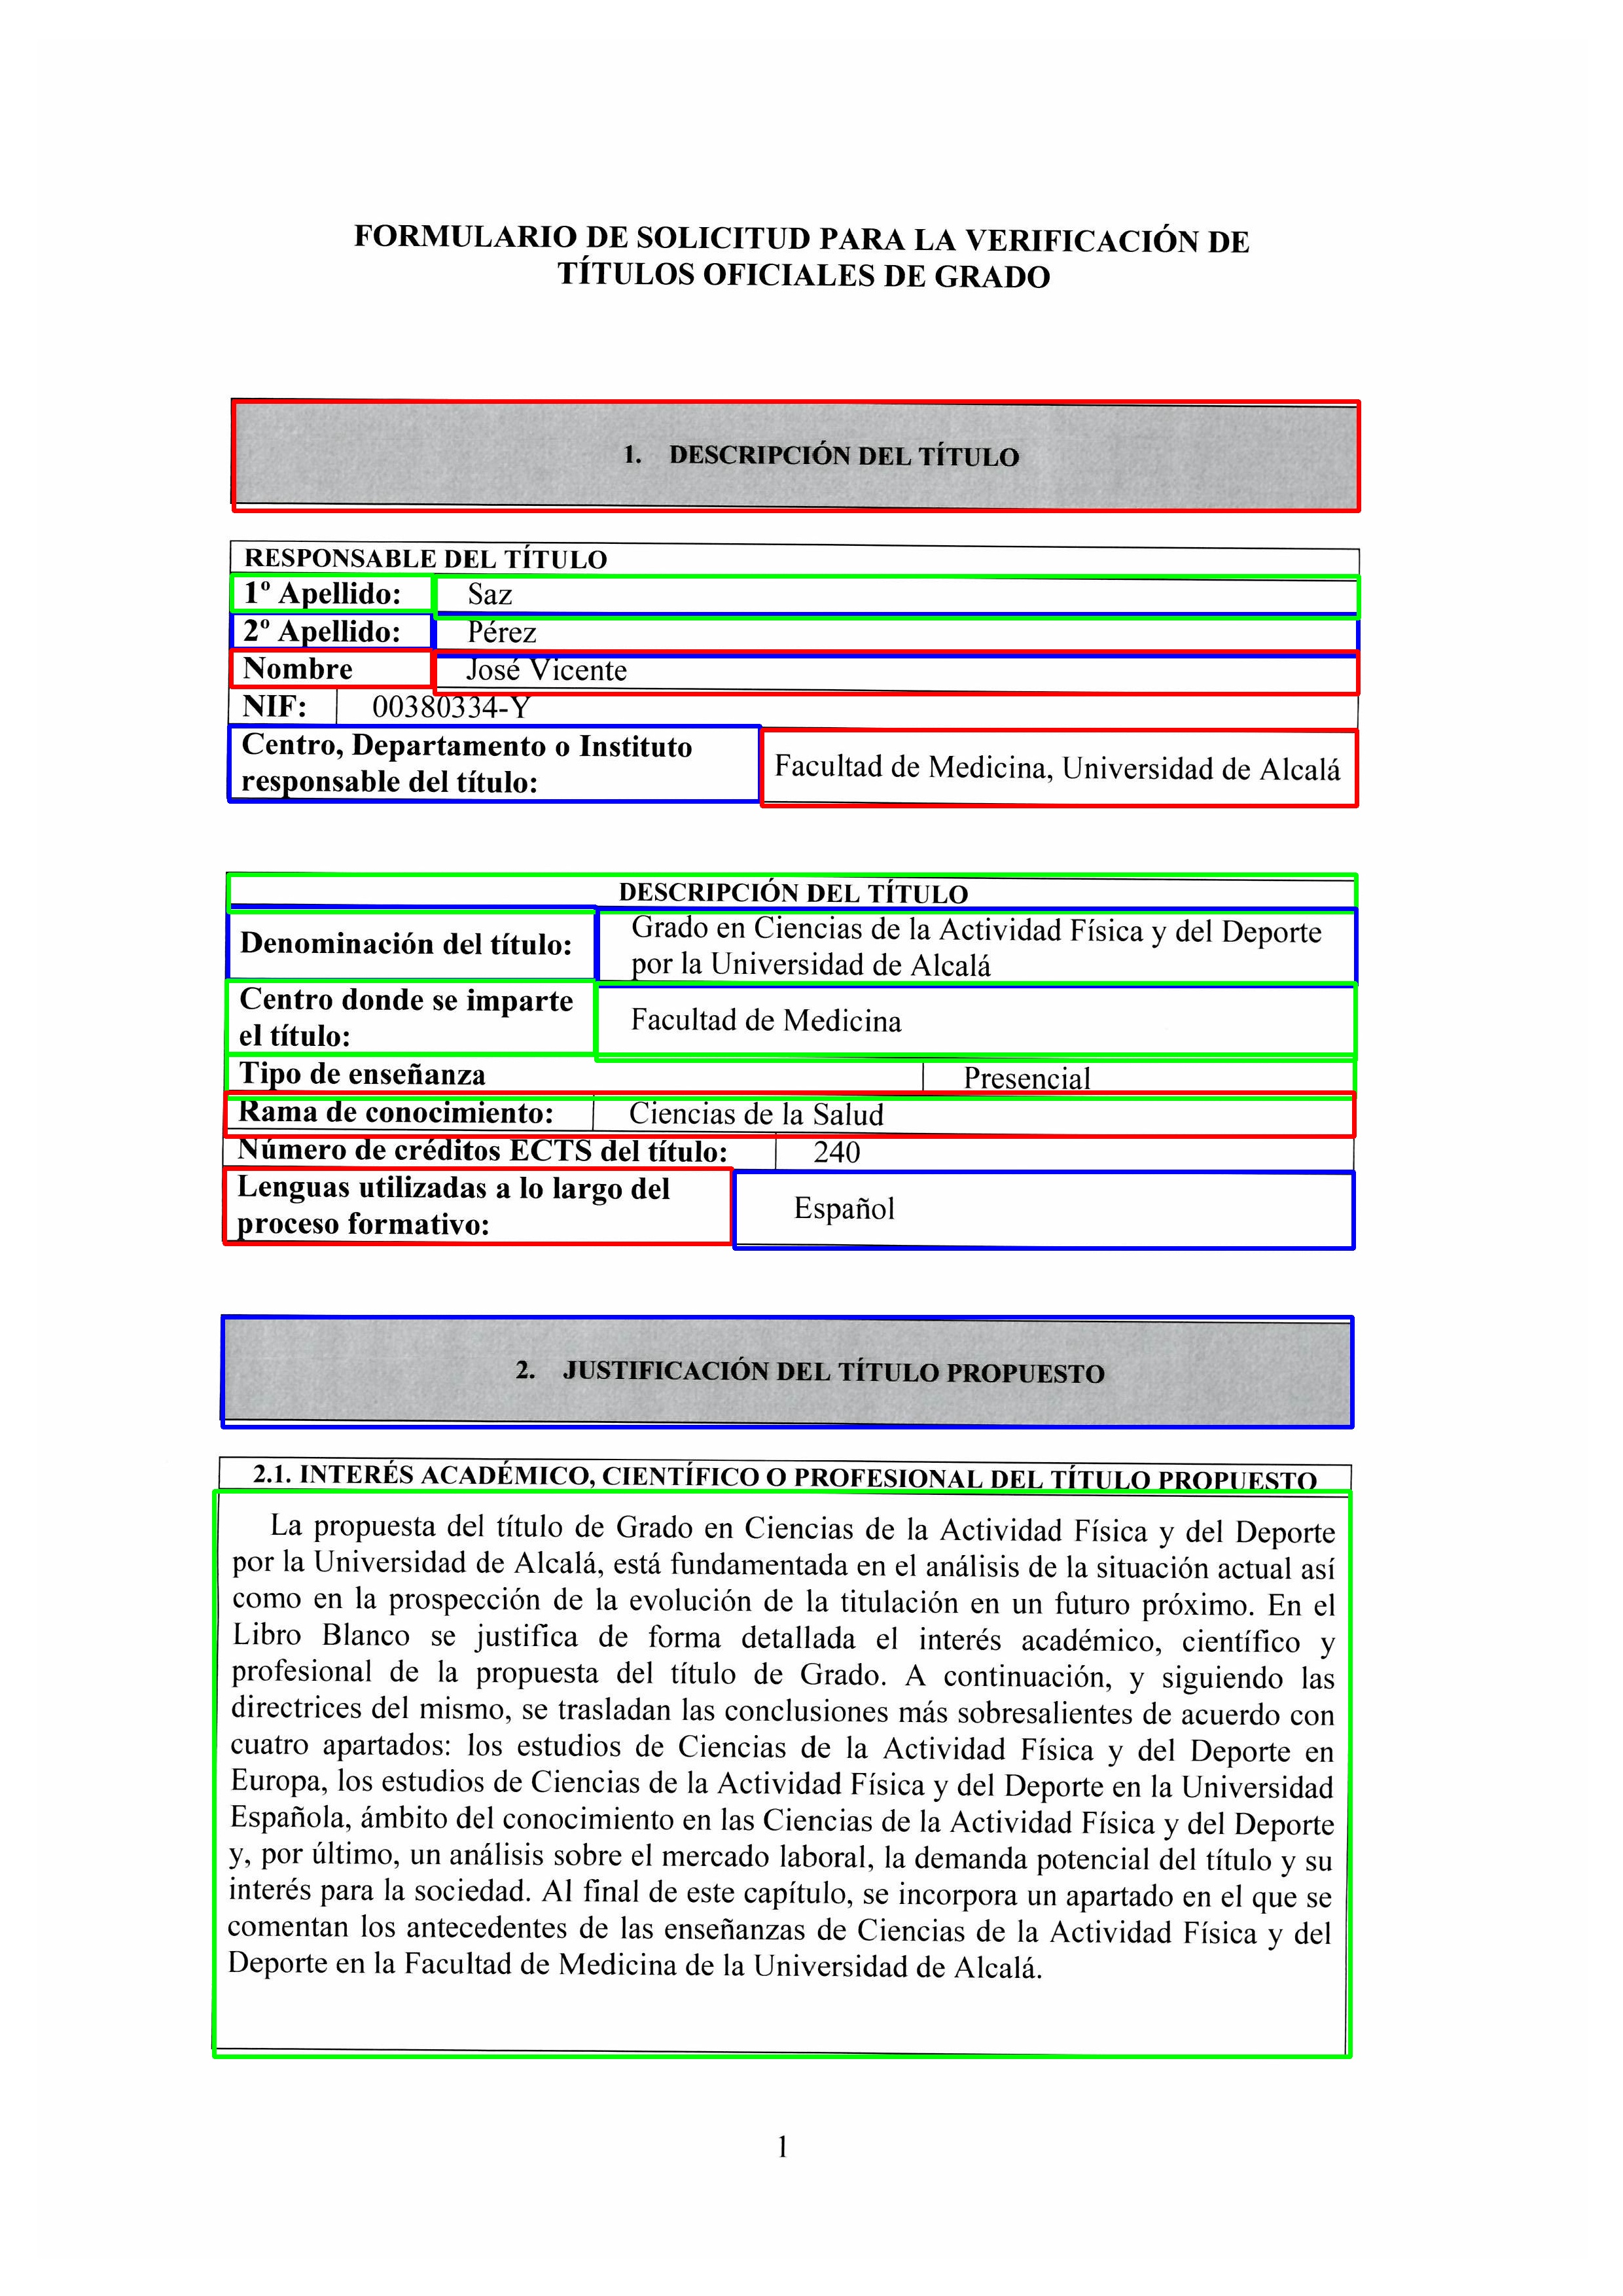 FORMULARIO DE SOLICITUD PARA LA VERIFICACIÓN DE
TÍTULOS OFICIALES DE GRADO
1. DESCRIPCIÓN DEL TÍTULO
RESPONSABLE DEL TÍTULO
1º Apellido: Saz
2º Apellido: Pérez
Nombre José Vicente
NIF: 00380334-Y
Centro, Departamento o Instituto
responsable del título:
Facultad de Medicina, Universidad de Alcalá
DESCRIPCIÓN DEL TÍTULO
Denominación del título:
Grado en Ciencias de la Actividad Física y del Deporte
por la Universidad de Alcalá
Centro donde se imparte
el título:
Facultad de Medicina
Tipo de enseñanza Presencial
Rama de conocimiento: Ciencias de la Salud
Número de créditos ECTS del título: 240
Lenguas utilizadas a lo largo del
proceso formativo:
Español
2. JUSTIFICACIÓN DEL TÍTULO PROPUESTO
2.1. INTERÉS ACADÉMICO, CIENTÍFICO O PROFESIONAL DEL TÍTULO PROPUESTO
La propuesta del título de Grado en Ciencias de la Actividad Física y del Deporte
por la Universidad de Alcalá, está fundamentada en el análisis de la situación actual así
como en la prospección de la evolución de la titulación en un futuro próximo. En el
Libro Blanco se justifica de forma detallada el interés académico, científico y
profesional de la propuesta del título de Grado. A continuación, y siguiendo las
directrices del mismo, se trasladan las conclusiones más sobresalientes de acuerdo con
cuatro apartados: los estudios de Ciencias de la Actividad Física y del Deporte en
Europa, los estudios de Ciencias de la Actividad Física y del Deporte en la Universidad
Española, ámbito del conocimiento en las Ciencias de la Actividad Física y del Deporte
y, por último, un análisis sobre el mercado laboral, la demanda potencial del título y su
interés para la sociedad. Al final de este capítulo, se incorpora un apartado en el que se
comentan los antecedentes de las enseñanzas de Ciencias de la Actividad Física y del
Deporte en la Facultad de Medicina de la Universidad de Alcalá.
1